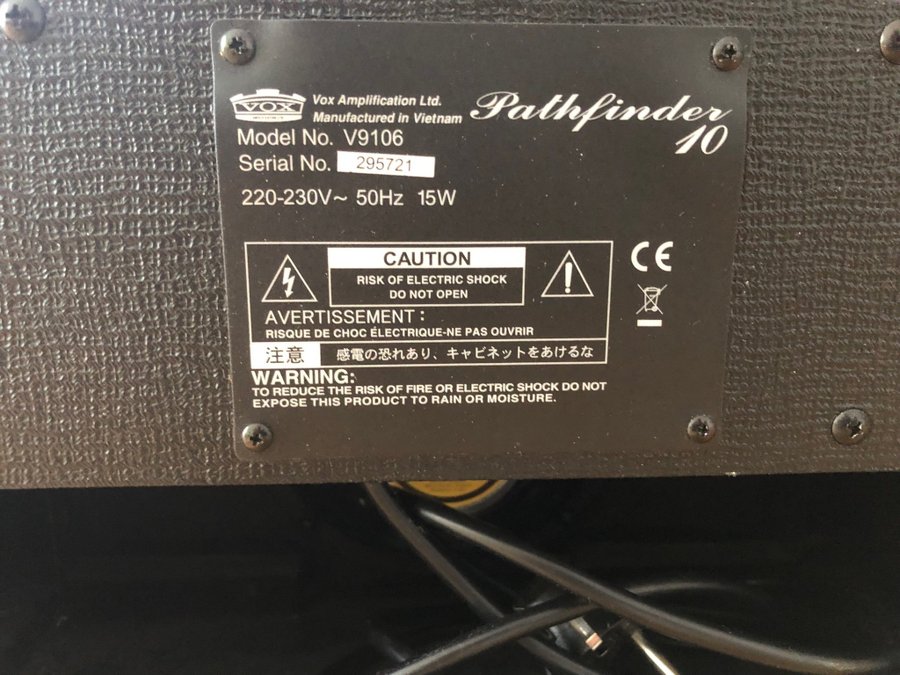 VOX
Vox Amplification Ltd.
Manufactured in Vietnam
Pathfinder
10
Model No. V9106
Serial No. 295721
220-230V~ 50Hz 15W
CAUTION
RISK OF ELECTRIC SHOCK
DO NOT OPEN
AVERTISSEMENT :
RISQUE DE CHOC ÉLECTRIQUE-NE PAS OUVRIR
注意 感電の恐れあり、キャビネットをあけるな
WARNING:
TO REDUCE THE RISK OF FIRE OR ELECTRIC SHOCK DO NOT
EXPOSE THIS PRODUCT TO RAIN OR MOISTURE.
CE